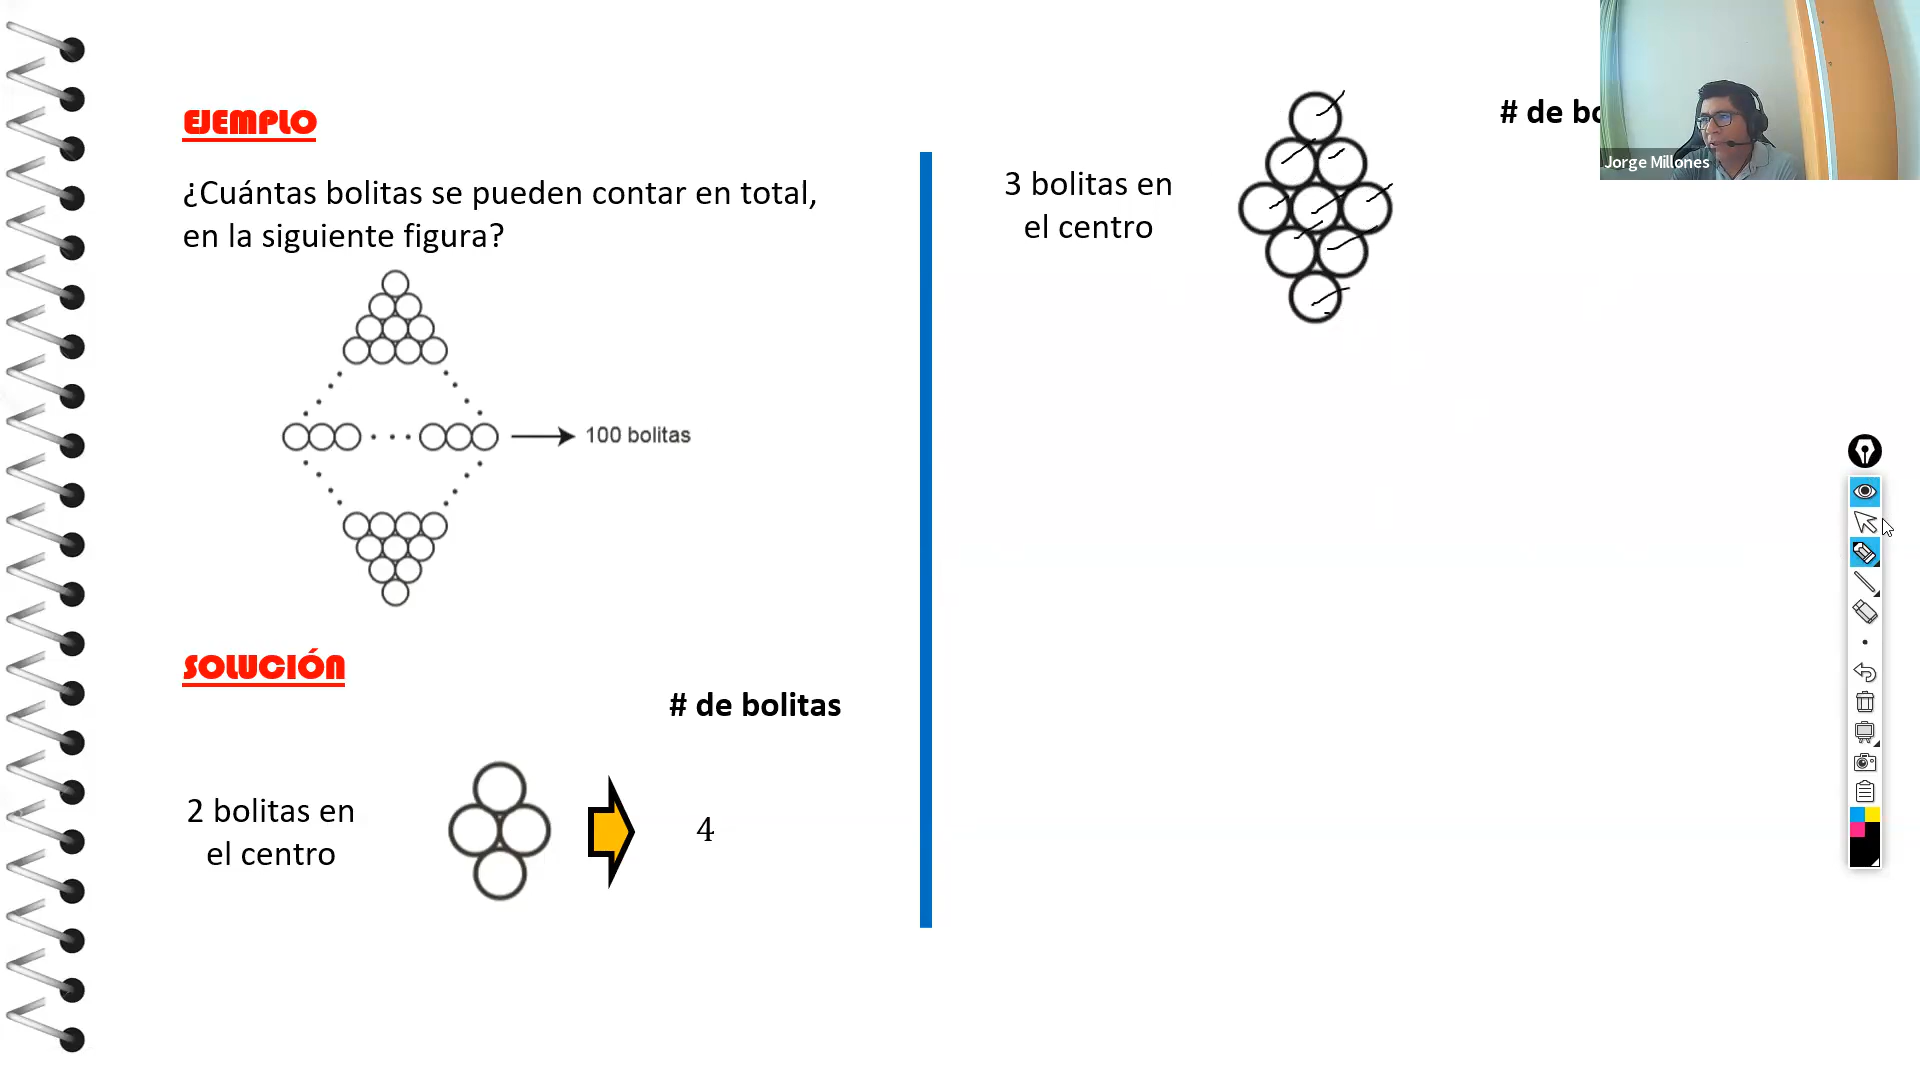 EJEMPLO
¿Cuántas bolitas se pueden contar en total,
en la siguiente figura?
100 bolitas
SOLUCIÓN
# de bolitas
2 bolitas en
el centro
4
3 bolitas en
el centro
# de
Jorge Millones